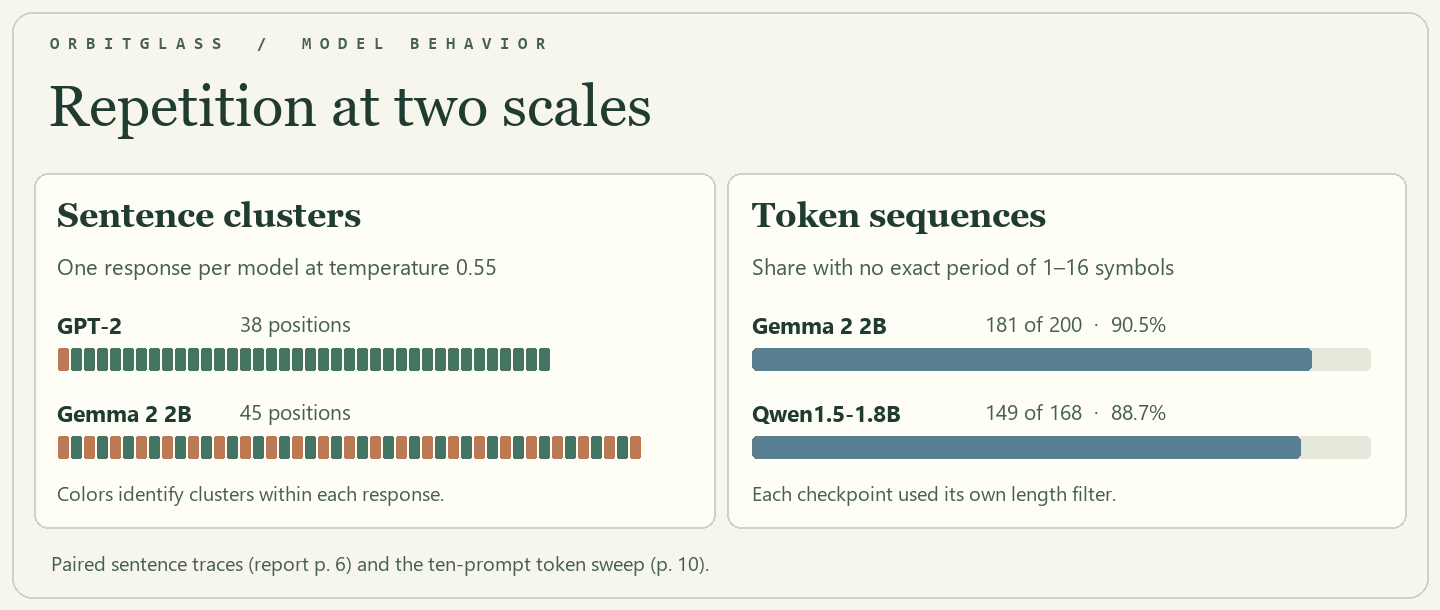 ORBITGLASS / MODEL BEHAVIOR
Repetition at two scales
Sentence clusters
One response per model at temperature 0.55
GPT-2 38 positions
Gemma 2 2B 45 positions
Colors identify clusters within each response.
Token sequences
Share with no exact period of 1–16 symbols
Gemma 2 2B 181 of 200 · 90.5%
Qwen1.5-1.8B 149 of 168 · 88.7%
Each checkpoint used its own length filter.
Paired sentence traces (report p. 6) and the ten-prompt token sweep (p. 10).